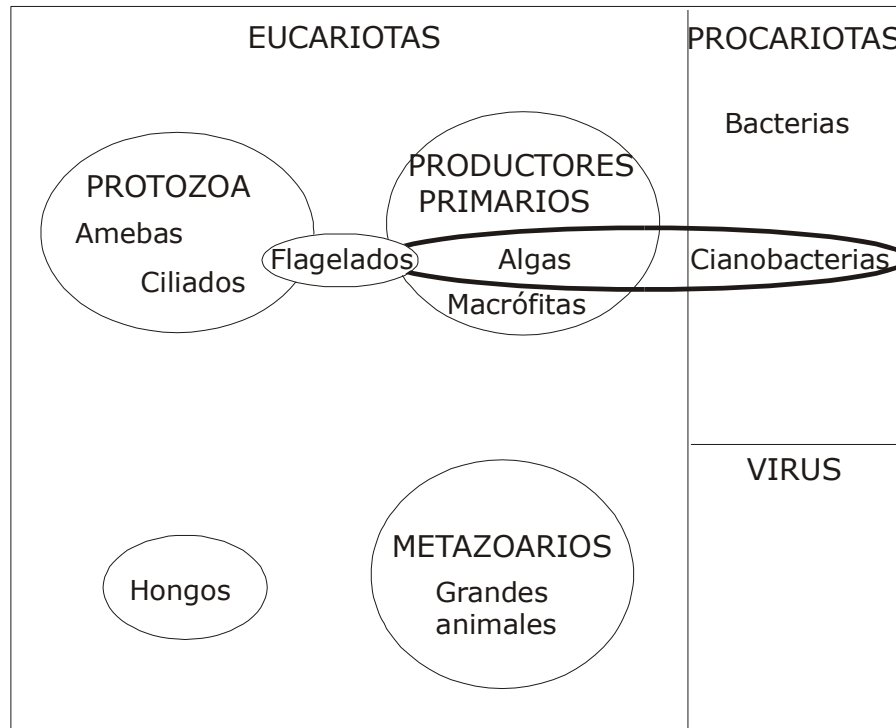 EUCARIOTAS
PROCARIOTAS
Bacterias
PROTOZOA
Amebas
Ciliados
PRODUCTORES
PRIMARIOS
Flagelados
Algas
Cianobacterias
Macrófitas
VIRUS
METAZOARIOS
Grandes
animales
Hongos